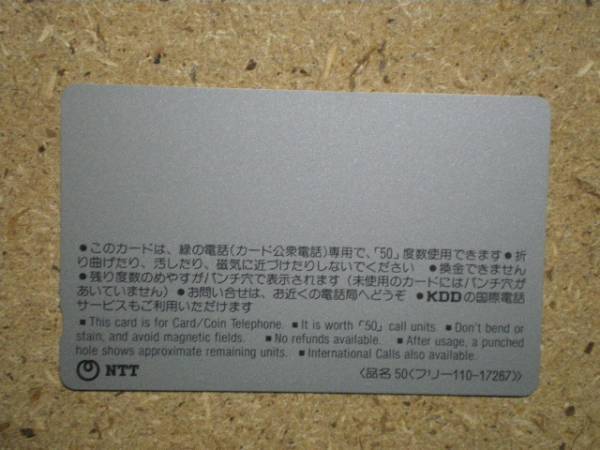 ●このカードは、緑の電話(カード公衆電話)専用で、｢50｣度数使用できます●折
り曲げたり、汚したり、磁気に近づけたりしないでください　●換金できません
●残り度数のめやすがパンチ穴で表示されます（未使用のカードにはパンチ穴が
あいていません）●お問い合せは、お近くの電話局へどうぞ ●KDDの国際電話
サービスもご利用いただけます
■ This card is for Card/Coin Telephone. ■ It is worth ｢50｣ call units. ■ Don't bend or
stain, and avoid magnetic fields. ■ No refunds available. ■ After usage, a punched
hole shows approximate remaining units. ■ International Calls also available.
NTT 〈品名 50〈フリー110-17267〉〉